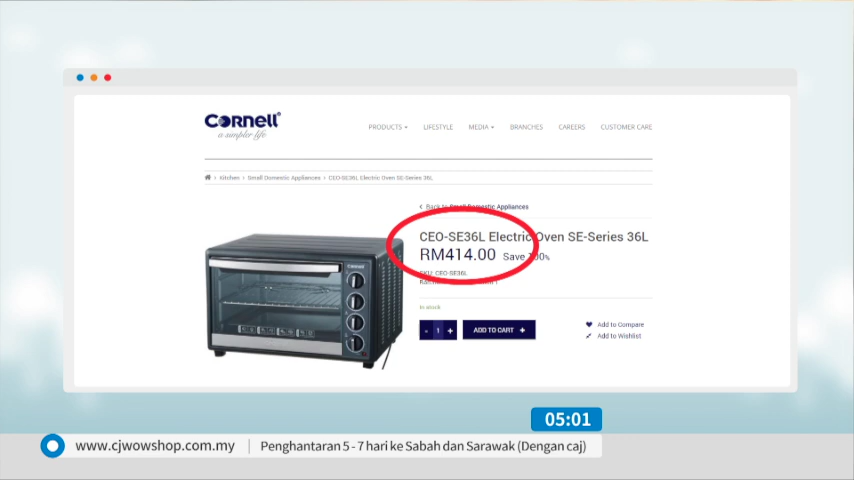 Cornell
a simpler life
PRODUCTS
LIFESTYLE
MEDIA
BRANCHES
CAREERS
CUSTOMER CARE
Kitchen › Small Domestic Appliances › CEO-SE36L Electric Oven SE-Series 36L
‹ Back to Small Domestic Appliances
CEO-SE36L Electric Oven SE-Series 36L
RM414.00 Save 100%
SKU: CEO-SE36L
In stock
- 1 +
ADD TO CART +
Add to Compare
Add to Wishlist
Cornell
05:01
www.cjwowshop.com.my | Penghantaran 5 - 7 hari ke Sabah dan Sarawak (Dengan caj)